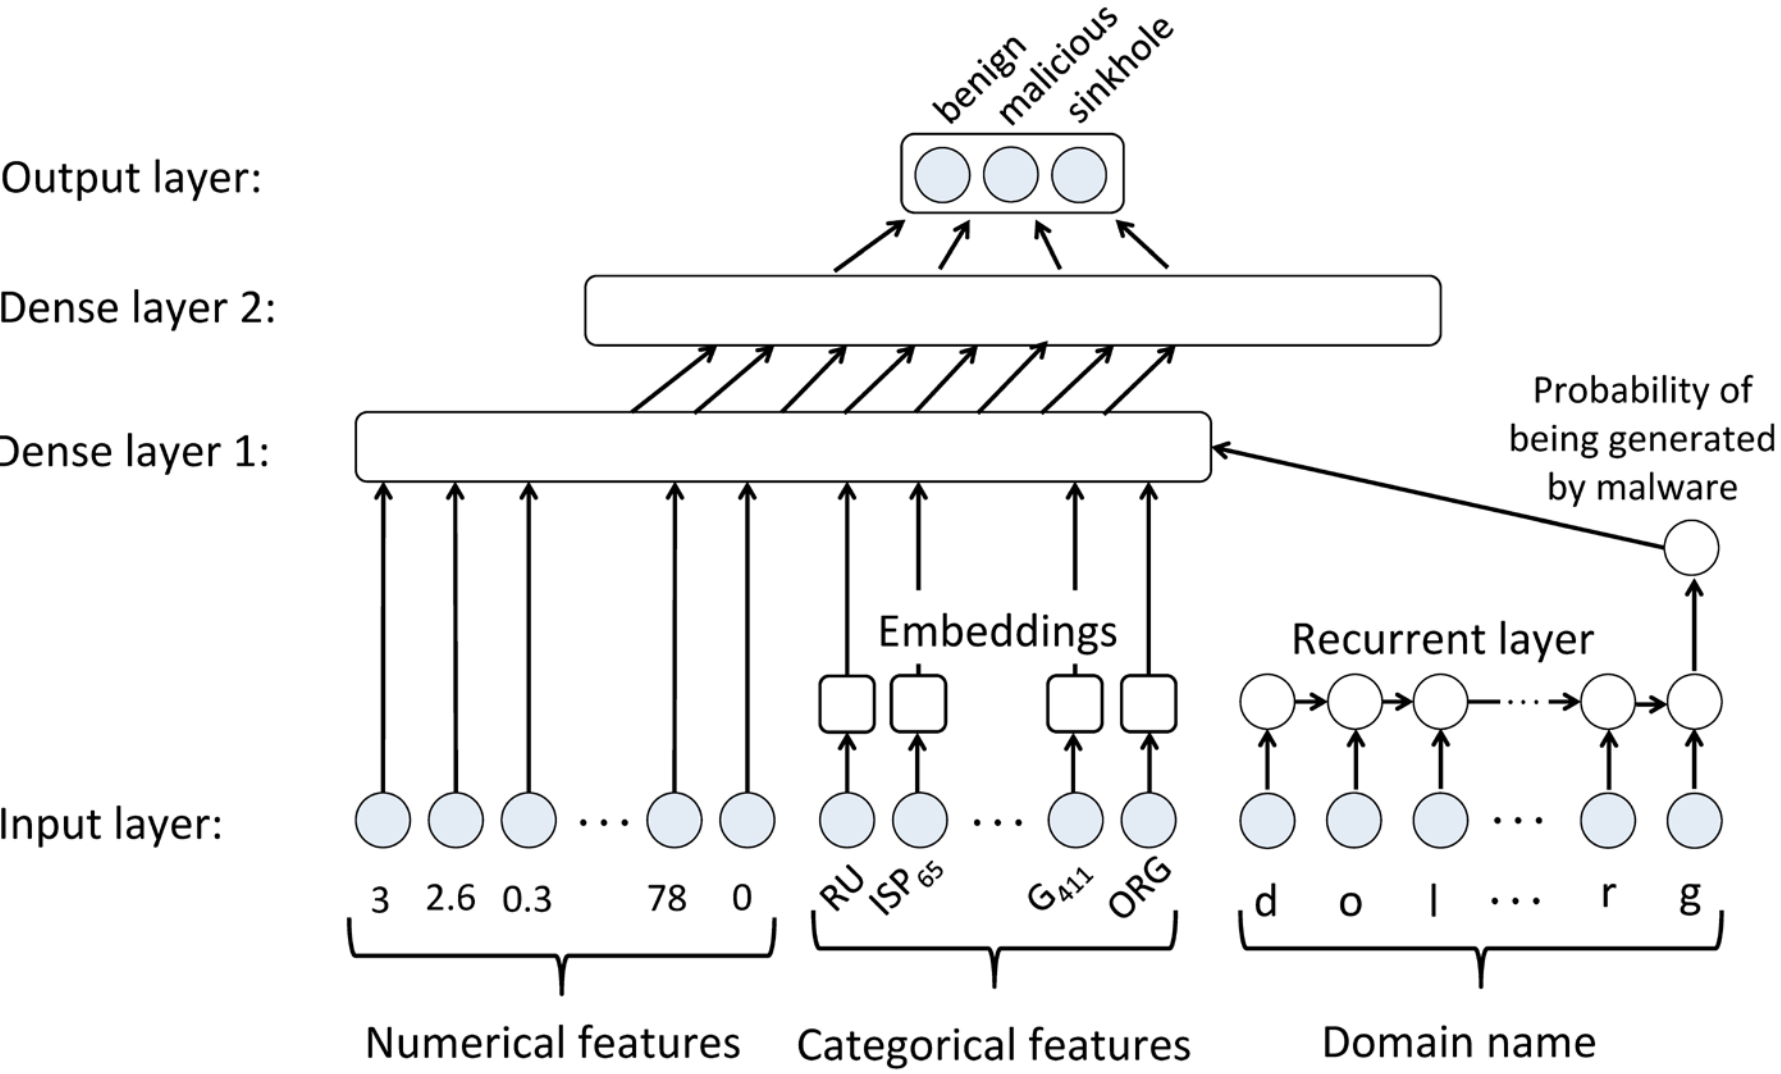 benign
malicious
sinkhole
Output layer:
Dense layer 2:
Dense layer 1:
Probability of
being generated
by malware
Embeddings
Recurrent layer
...
Input layer:
... ... ...
3 2.6 0.3 78 0
RU ISP65 G411 ORG
d o l ... r g
Numerical features
Categorical features
Domain name